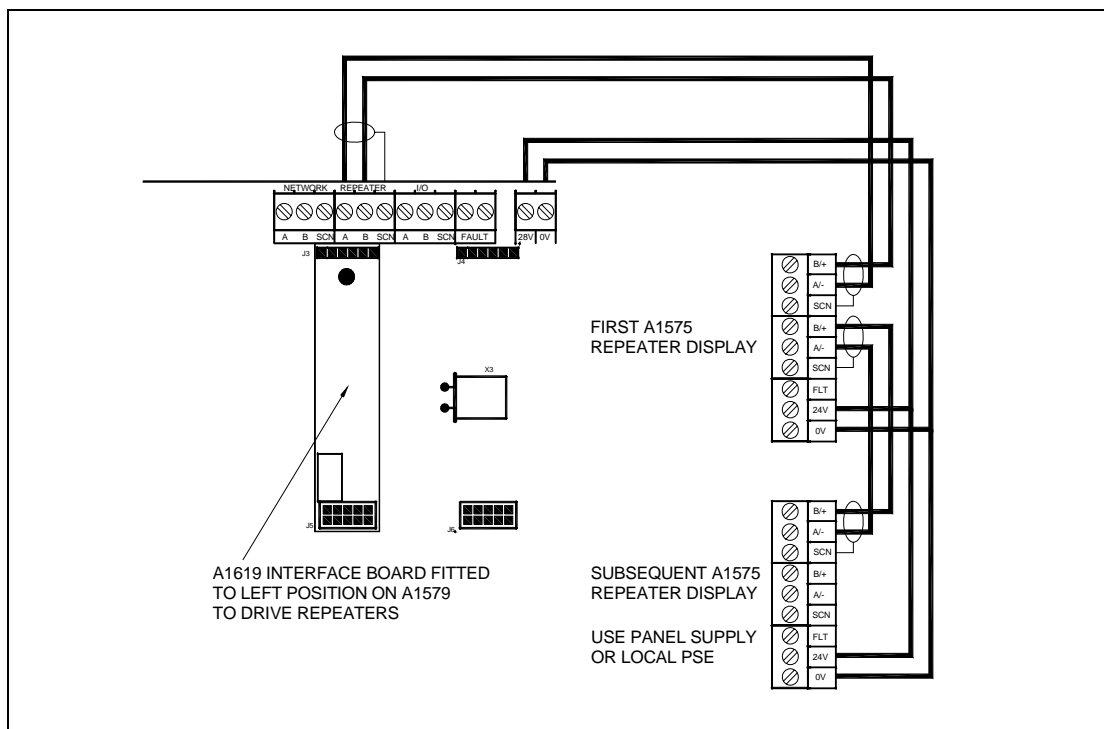 NETWORK REPEATER I/O
A B SCN A B SCN A B SCN FAULT 28V 0V
J3
J4
X3
J5
J6
A1619 INTERFACE BOARD FITTED
TO LEFT POSITION ON A1579
TO DRIVE REPEATERS
FIRST A1575
REPEATER DISPLAY
B/+
A/-
SCN
B/+
A/-
SCN
FLT
24V
0V
SUBSEQUENT A1575
REPEATER DISPLAY
USE PANEL SUPPLY
OR LOCAL PSE
B/+
A/-
SCN
B/+
A/-
SCN
FLT
24V
0V